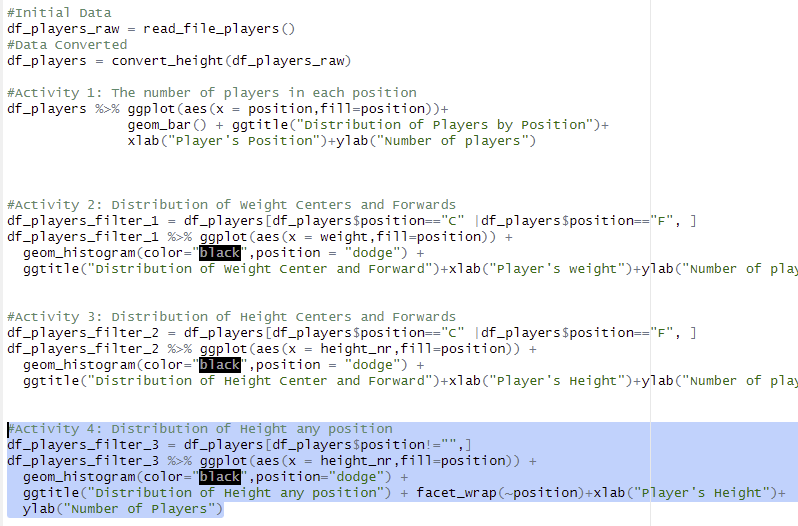 #Initial Data
df_players_raw = read_file_players()
#Data Converted
df_players = convert_height(df_players_raw)
#Activity 1: The number of players in each position
df_players %>% ggplot(aes(x = position,fill=position))+
geom_bar() + ggtitle("Distribution of Players by Position")+
xlab("Player's Position")+ylab("Number of players")
#Activity 2: Distribution of Weight Centers and Forwards
df_players_filter_1 = df_players[df_players$position=="C" |df_players$position=="F", ]
df_players_filter_1 %>% ggplot(aes(x = weight,fill=position)) +
geom_histogram(color="black",position = "dodge") +
ggtitle("Distribution of Weight Center and Forward")+xlab("Player's weight")+ylab("Number of play
#Activity 3: Distribution of Height Centers and Forwards
df_players_filter_2 = df_players[df_players$position=="C" |df_players$position=="F", ]
df_players_filter_2 %>% ggplot(aes(x = height_nr,fill=position)) +
geom_histogram(color="black",position = "dodge") +
ggtitle("Distribution of Height Center and Forward")+xlab("Player's Height")+ylab("Number of play
#Activity 4: Distribution of Height any position
df_players_filter_3 = df_players[df_players$position!="",]
df_players_filter_3 %>% ggplot(aes(x = height_nr,fill=position)) +
geom_histogram(color="black",position="dodge") +
ggtitle("Distribution of Height any position") + facet_wrap(~position)+xlab("Player's Height")+
ylab("Number of Players")